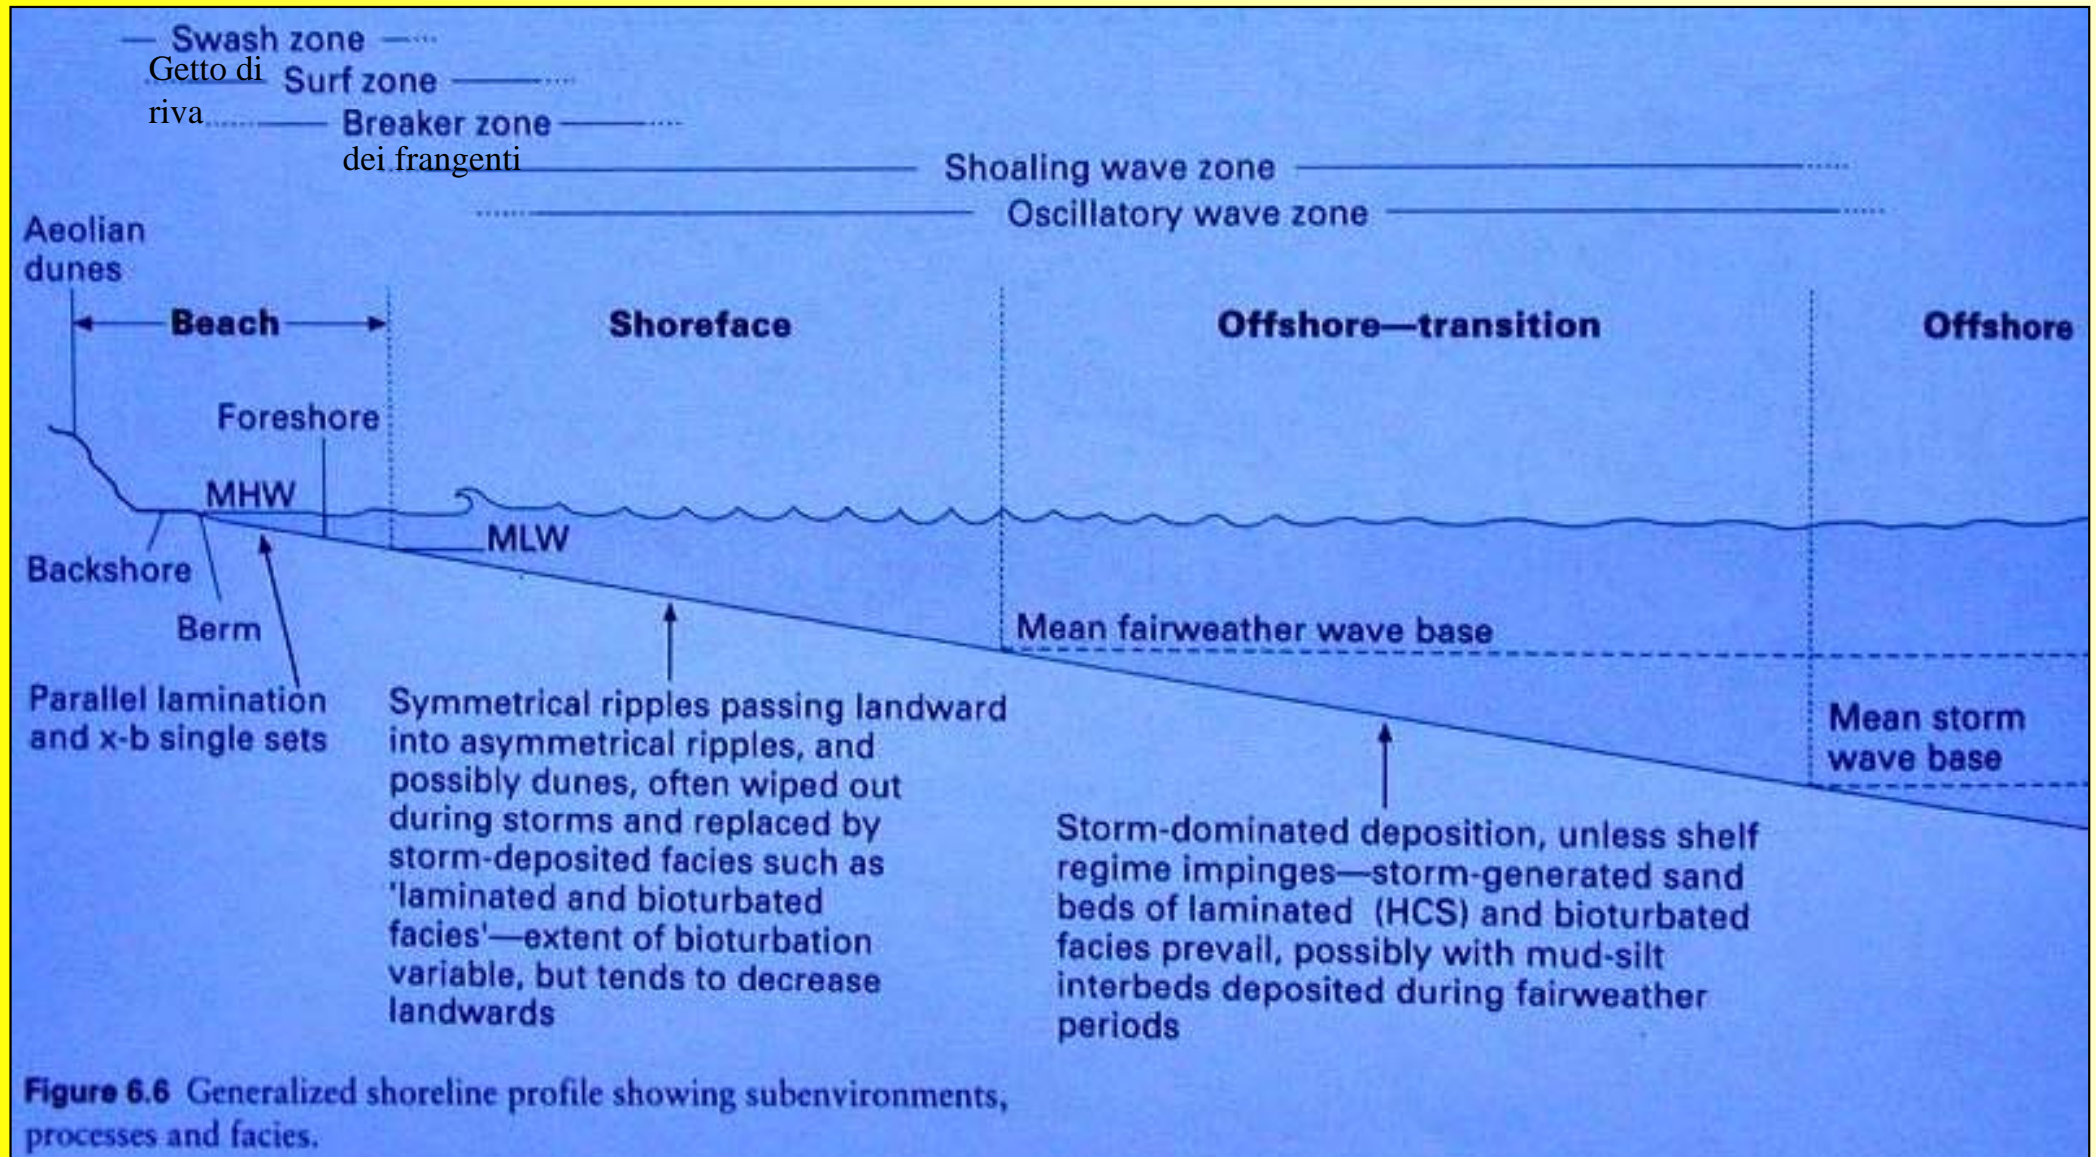 Swash zone
Getto di
riva
Surf zone
Breaker zone
dei frangenti
Shoaling wave zone
Oscillatory wave zone
Aeolian
dunes
Beach
Shoreface
Offshore—transition
Offshore
Foreshore
MHW
MLW
Backshore
Berm
Mean fairweather wave base
Mean storm
wave base
Parallel lamination
and x-b single sets
Symmetrical ripples passing landward
into asymmetrical ripples, and
possibly dunes, often wiped out
during storms and replaced by
storm-deposited facies such as
'laminated and bioturbated
facies'—extent of bioturbation
variable, but tends to decrease
landwards
Storm-dominated deposition, unless shelf
regime impinges—storm-generated sand
beds of laminated (HCS) and bioturbated
facies prevail, possibly with mud-silt
interbeds deposited during fairweather
periods
Figure 6.6 Generalized shoreline profile showing subenvironments,
processes and facies.